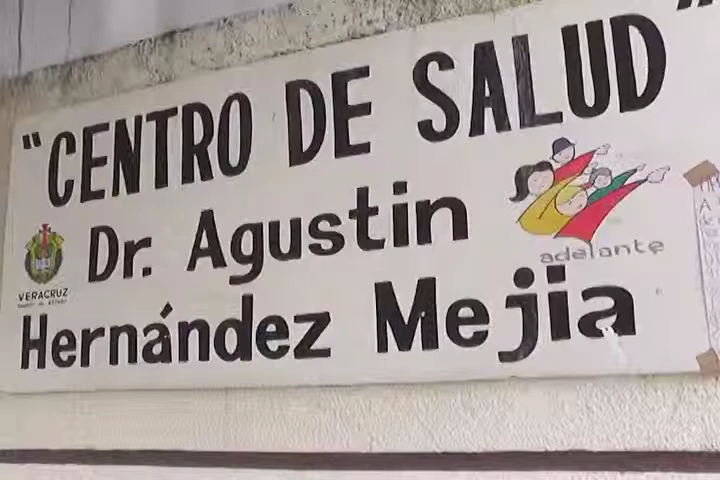 "CENTRO DE SALUD"
Dr. Agustin
Hernández Mejia
VERACRUZ
adelante